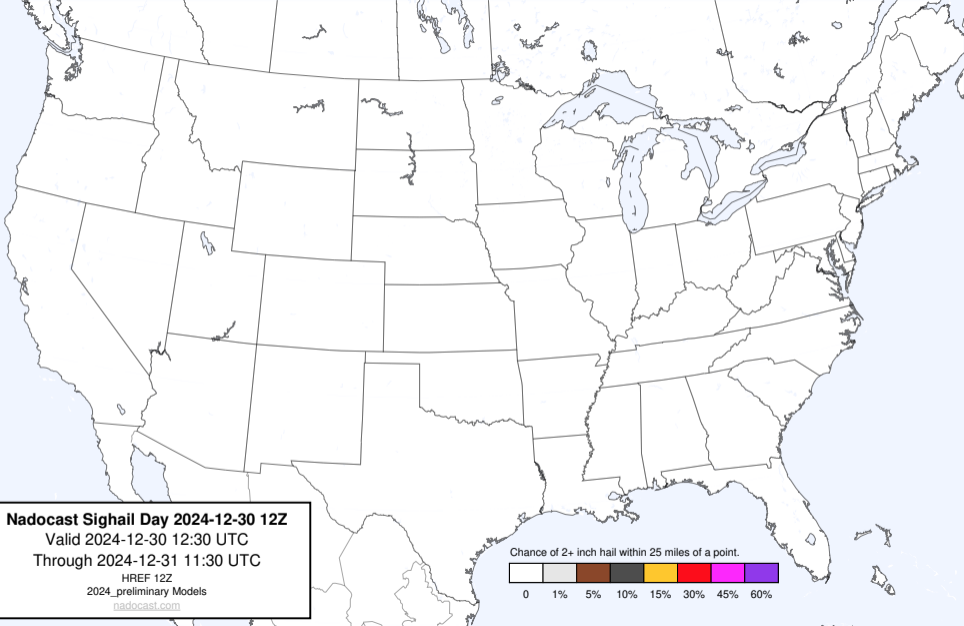 Nadocast Sighail Day 2024-12-30 12Z
Valid 2024-12-30 12:30 UTC
Through 2024-12-31 11:30 UTC
HREF 12Z
2024_preliminary Models
nadocast.com
Chance of 2+ inch hail within 25 miles of a point.
0 1% 5% 10% 15% 30% 45% 60%